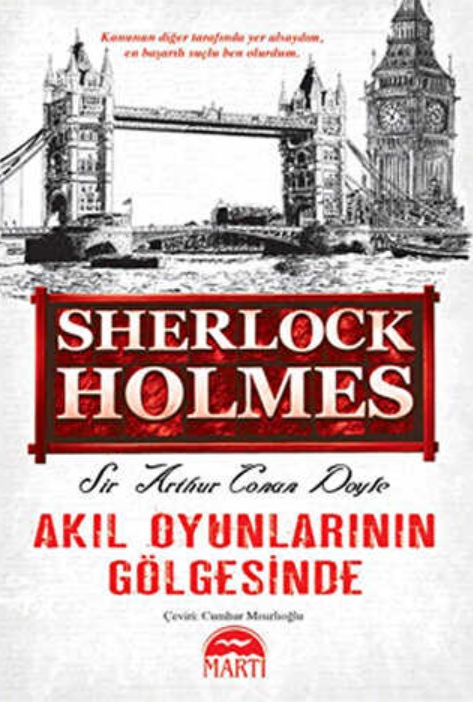 Kanunun diğer tarafında yer alsaydım,
en başarılı suçlu ben olurdum.
SHERLOCK
HOLMES
Sir Arthur Conan Doyle
AKIL OYUNLARININ
GÖLGESİNDE
Çeviri: Cumhur Mısırlıoğlu
MARTI